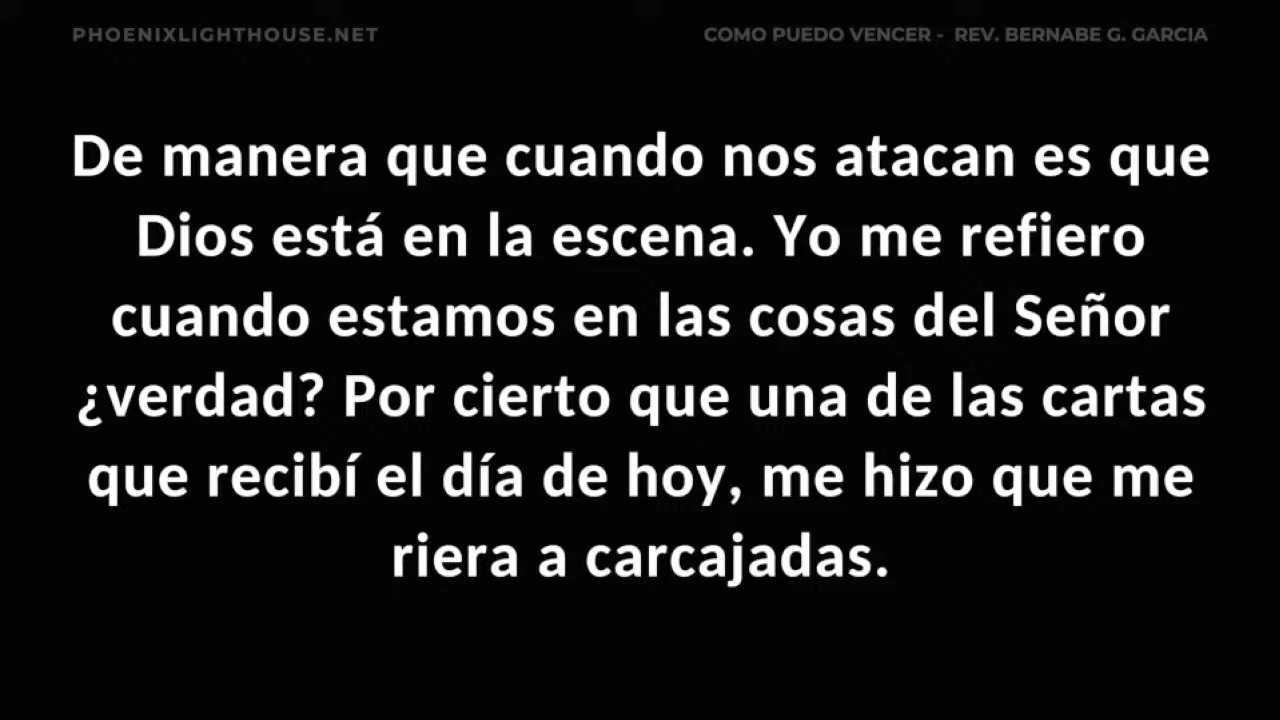 PHOENIXLIGHTHOUSE.NET
COMO PUEDO VENCER - REV. BERNABE G. GARCIA
De manera que cuando nos atacan es que
Dios está en la escena. Yo me refiero
cuando estamos en las cosas del Señor
¿verdad? Por cierto que una de las cartas
que recibí el día de hoy, me hizo que me
riera a carcajadas.